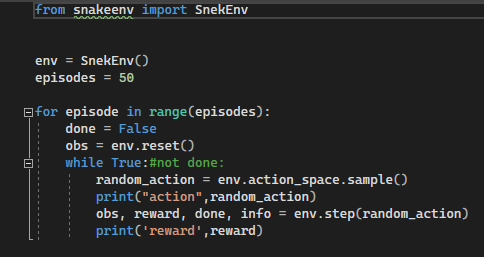 from snakeenv import SnekEnv
env = SnekEnv()
episodes = 50
for episode in range(episodes):
done = False
obs = env.reset()
while True:#not done:
random_action = env.action_space.sample()
print("action",random_action)
obs, reward, done, info = env.step(random_action)
print('reward',reward)